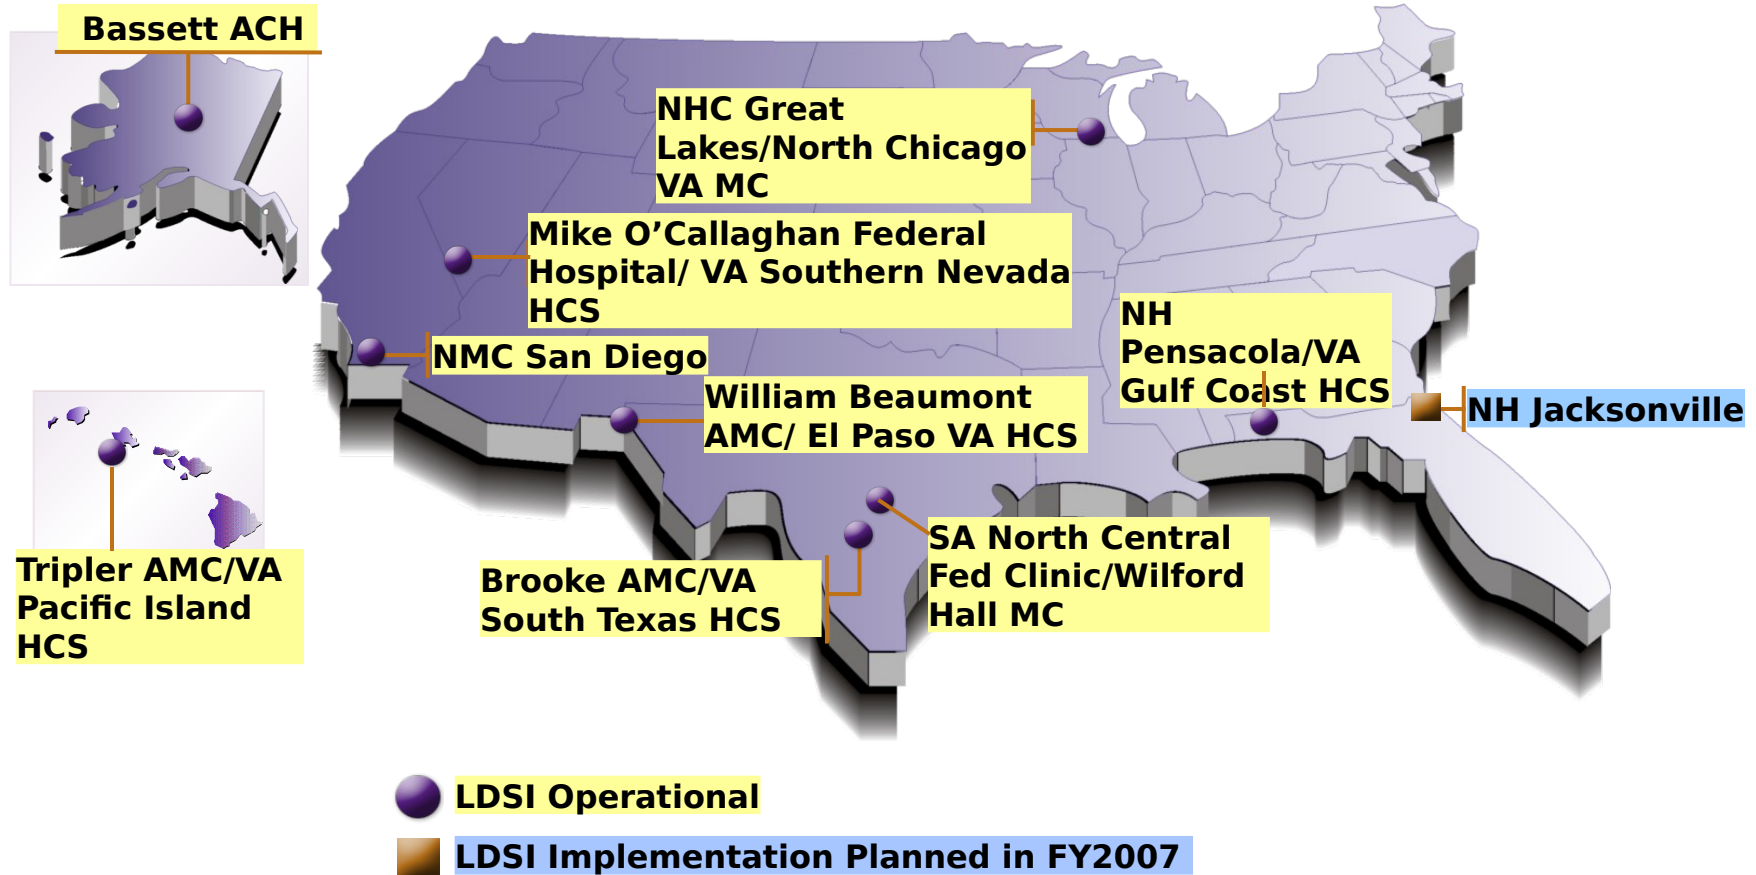 Bassett ACH
NHC Great
Lakes/North Chicago
VA MC
Mike O’Callaghan Federal
Hospital/ VA Southern Nevada
HCS
NH
Pensacola/VA
Gulf Coast HCS
NMC San Diego
William Beaumont
AMC/ El Paso VA HCS
NH Jacksonville
SA North Central
Fed Clinic/Wilford
Hall MC
Tripler AMC/VA
Pacific Island
HCS
Brooke AMC/VA
South Texas HCS
LDSI Operational
LDSI Implementation Planned in FY2007